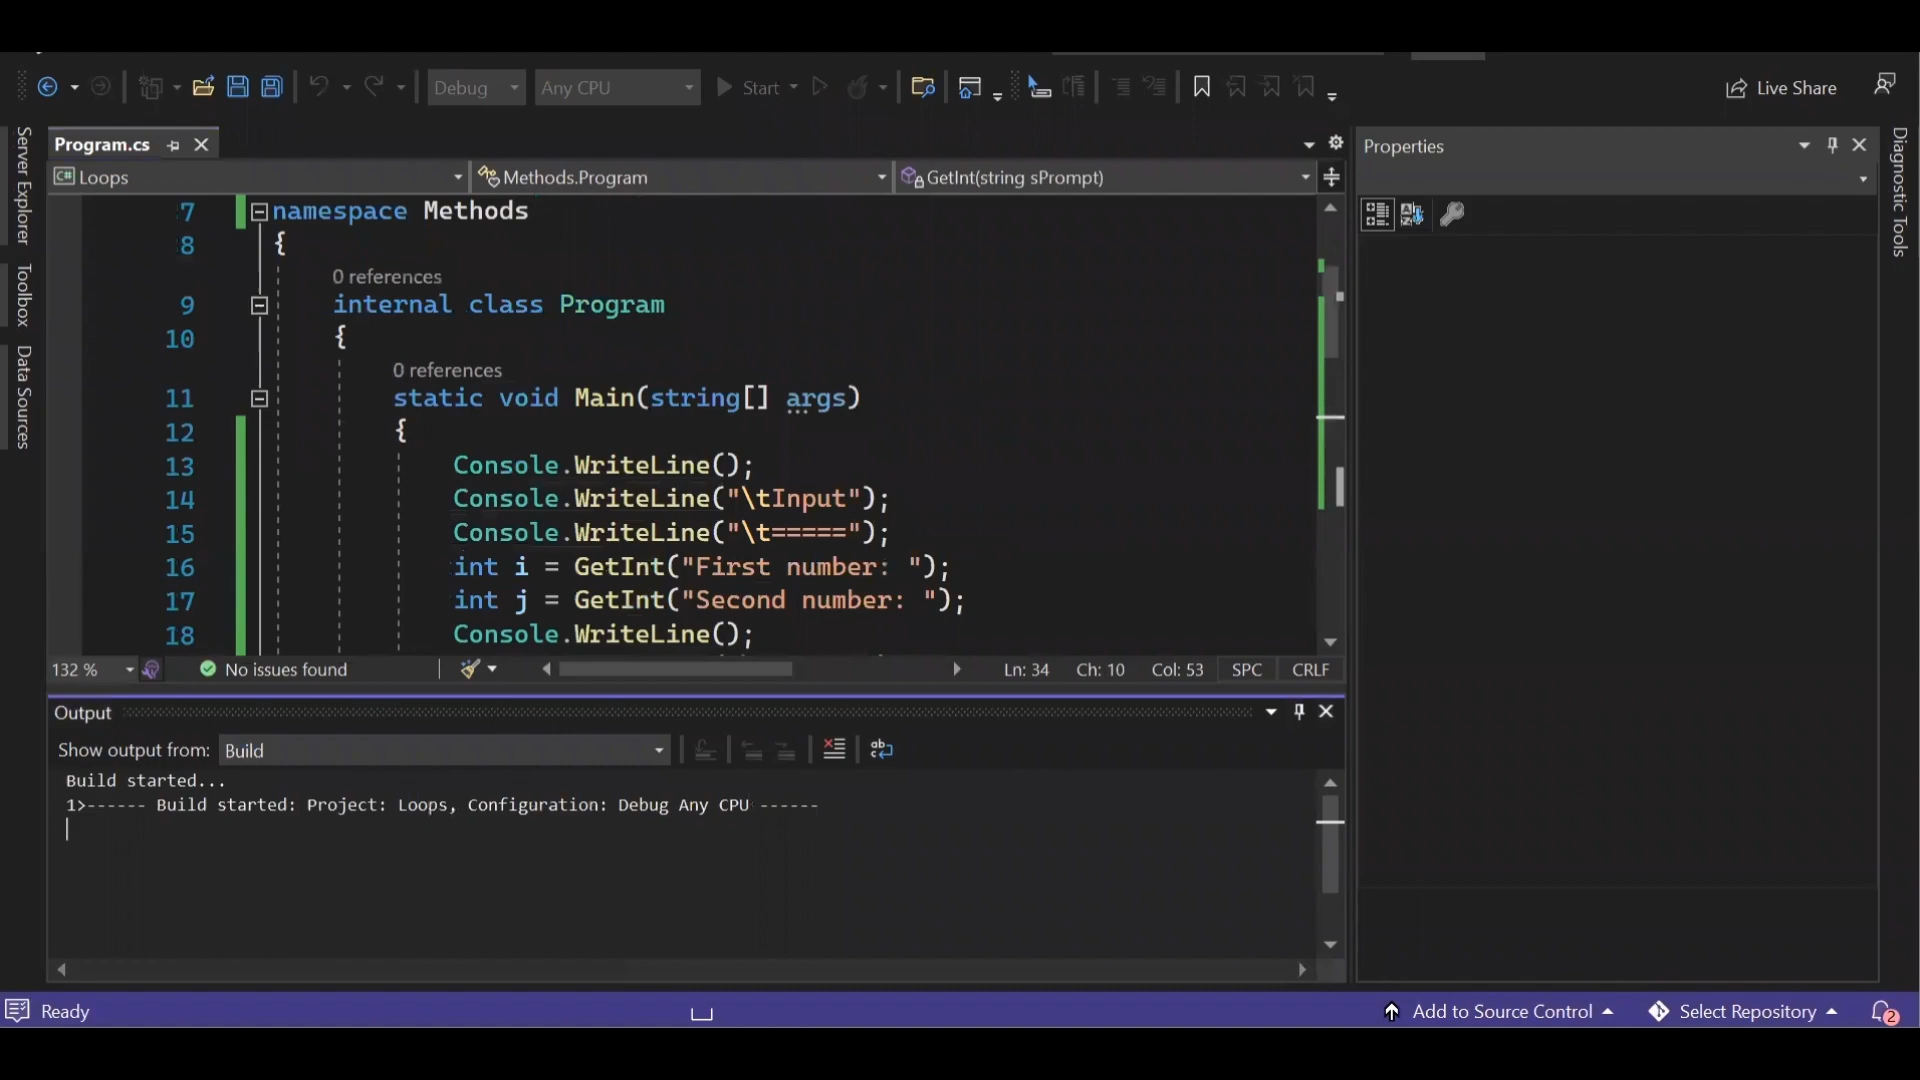 Debug
Any CPU
Start
Live Share
Server Explorer
Toolbox
Data Sources
Program.cs
C# Loops
Methods.Program
GetInt(string sPrompt)
7 namespace Methods
8 {
0 references
9 internal class Program
10 {
0 references
11 static void Main(string[] args)
12 {
13 Console.WriteLine();
14 Console.WriteLine("\tInput");
15 Console.WriteLine("\t=====");
16 int i = GetInt("First number: ");
17 int j = GetInt("Second number: ");
18 Console.WriteLine();
132 %
No issues found
Ln: 34
Ch: 10
Col: 53
SPC
CRLF
Output
Show output from:
Build
Build started...
1>------ Build started: Project: Loops, Configuration: Debug Any CPU ------
Properties
Diagnostic Tools
Ready
Add to Source Control
Select Repository
2